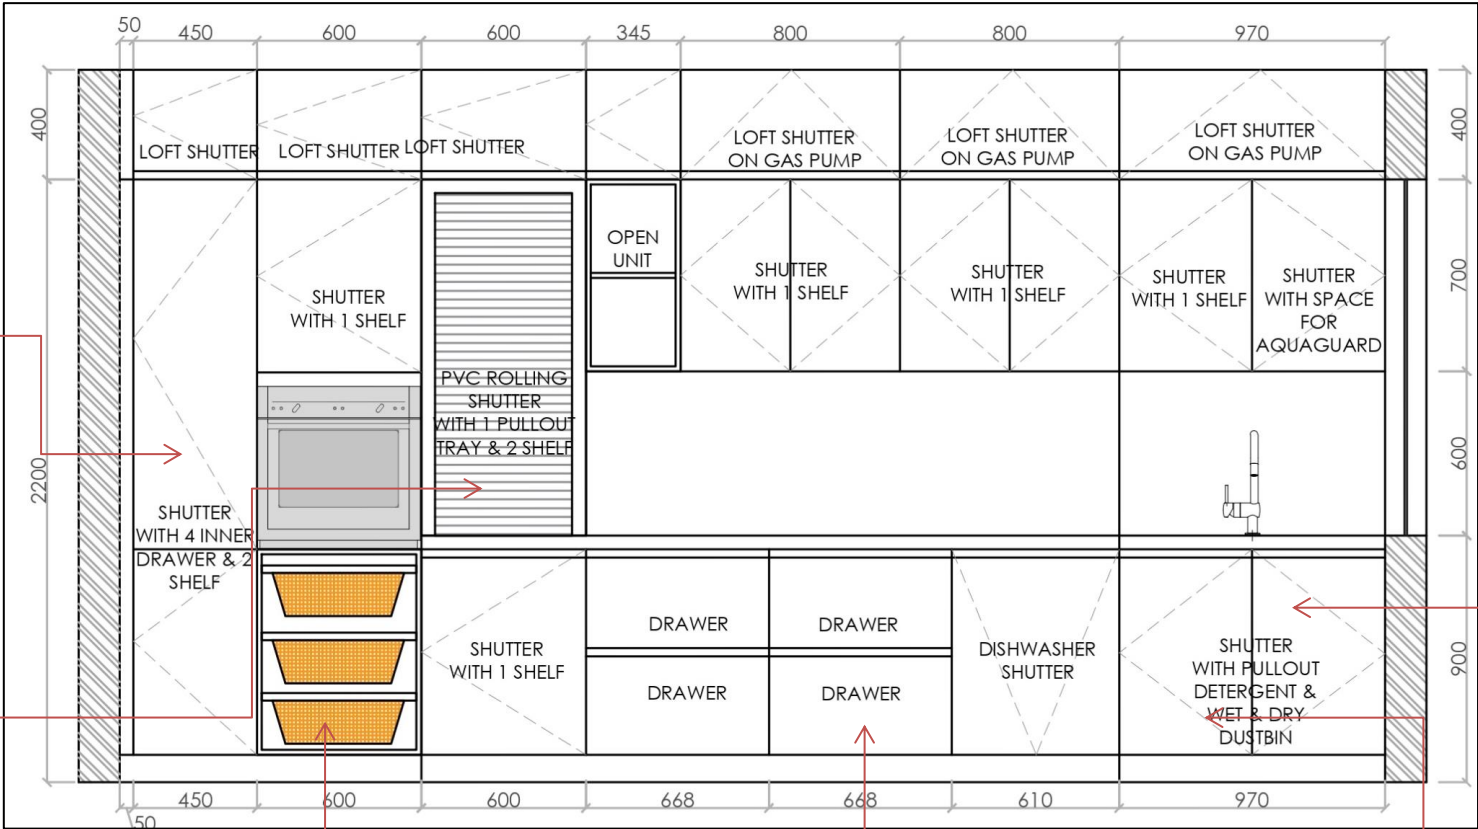 50
450
600
600
345
800
800
970
400
400
LOFT SHUTTER
LOFT SHUTTER
LOFT SHUTTER
LOFT SHUTTER
ON GAS PUMP
LOFT SHUTTER
ON GAS PUMP
LOFT SHUTTER
ON GAS PUMP
SHUTTER
WITH 1 SHELF
OPEN
UNIT
SHUTTER
WITH 1 SHELF
SHUTTER
WITH 1 SHELF
SHUTTER
WITH 1 SHELF
SHUTTER
WITH SPACE
FOR
AQUAGUARD
700
PVC ROLLING
SHUTTER
WITH 1 PULLOUT
TRAY & 2 SHELF
2200
600
SHUTTER
WITH 4 INNER
DRAWER & 2
SHELF
SHUTTER
WITH 1 SHELF
DRAWER
DRAWER
DRAWER
DRAWER
DISHWASHER
SHUTTER
SHUTTER
WITH PULLOUT
DETERGENT &
WET & DRY
DUSTBIN
900
450
600
600
668
668
610
970
50